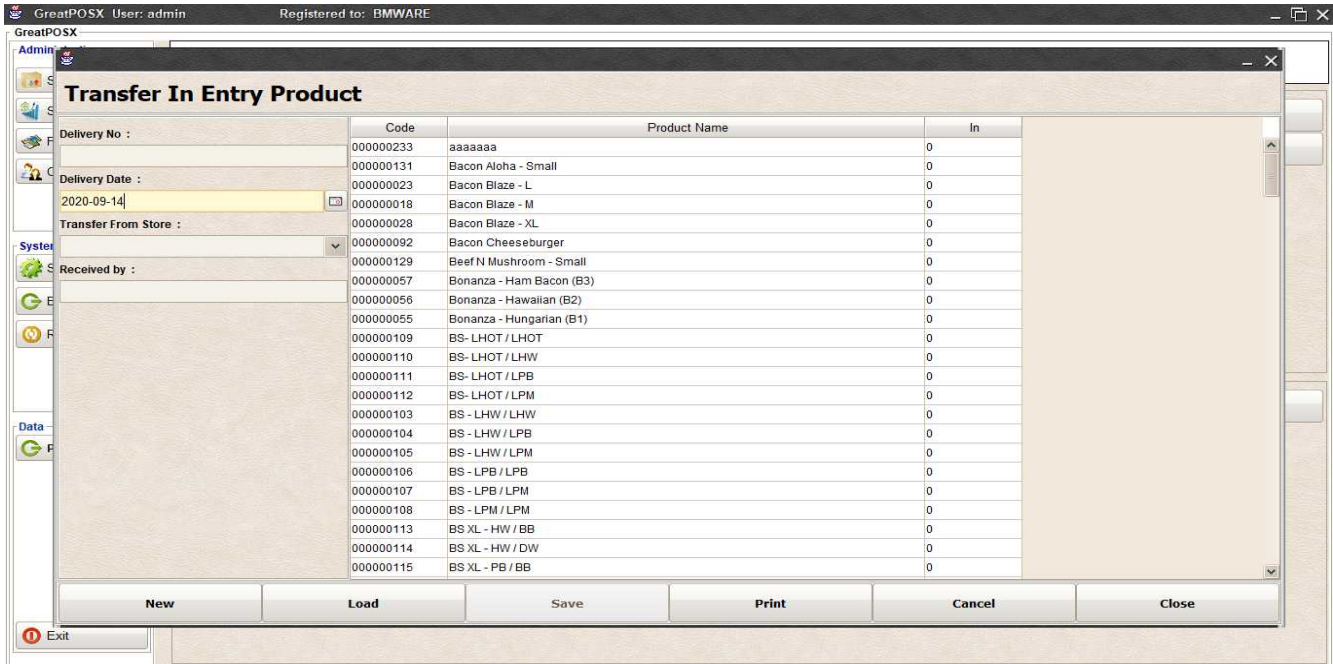 GreatPOSX User: admin Registered to: BMWARE
GreatPOSX
Transfer In Entry Product
Delivery No :
Delivery Date :
2020-09-14
Transfer From Store :
Received by :
Code Product Name In
000000233 aaaaaaa 0
000000131 Bacon Aloha - Small 0
000000023 Bacon Blaze - L 0
000000018 Bacon Blaze - M 0
000000028 Bacon Blaze - XL 0
000000092 Bacon Cheeseburger 0
000000129 Beef N Mushroom - Small 0
000000057 Bonanza - Ham Bacon (B3) 0
000000056 Bonanza - Hawaiian (B2) 0
000000055 Bonanza - Hungarian (B1) 0
000000109 BS- LHOT / LHOT 0
000000110 BS- LHOT / LHW 0
000000111 BS- LHOT / LPB 0
000000112 BS- LHOT / LPM 0
000000103 BS - LHW / LHW 0
000000104 BS - LHW / LPB 0
000000105 BS - LHW / LPM 0
000000106 BS - LPB / LPB 0
000000107 BS - LPB / LPM 0
000000108 BS - LPM / LPM 0
000000113 BS XL - HW / BB 0
000000114 BS XL - HW / DW 0
000000115 BS XL - PB / BB 0
New Load Save Print Cancel Close
Data
Exit